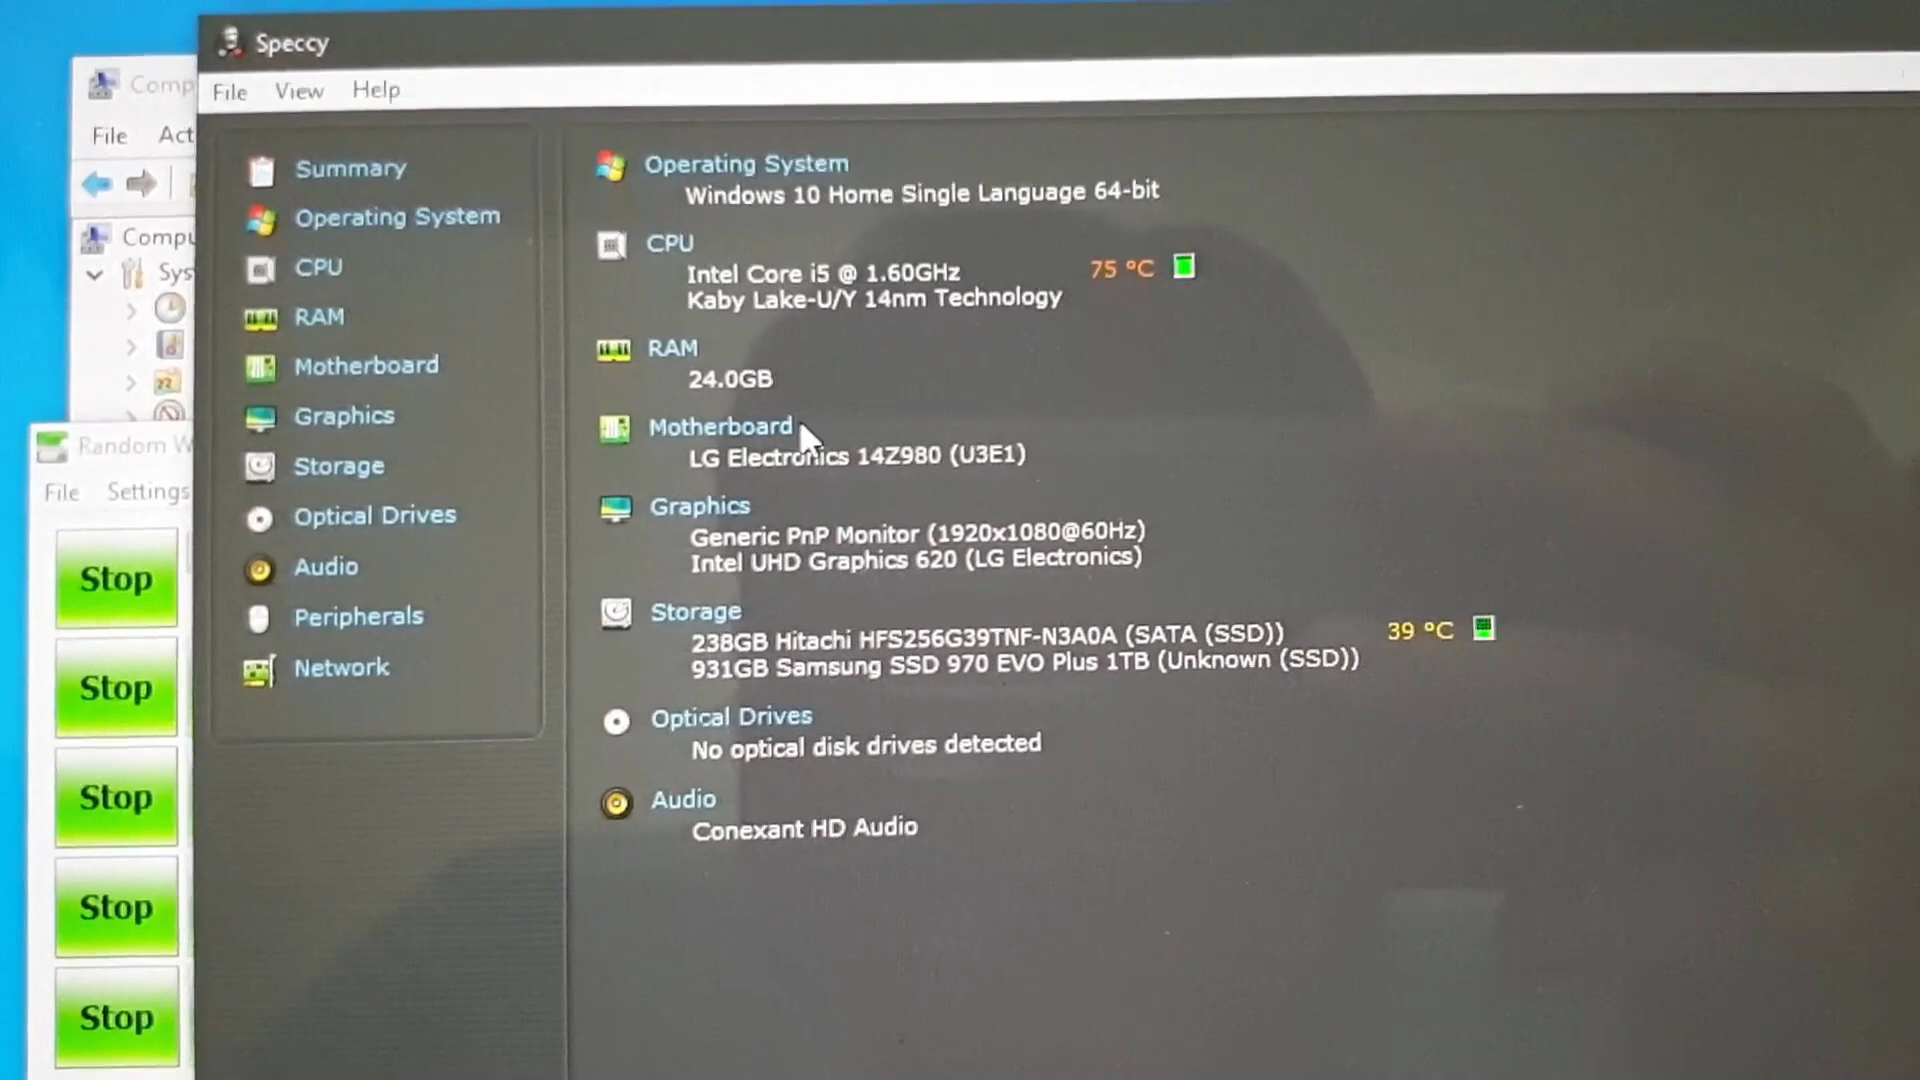 Speccy
File View Help
Summary
Operating System
CPU
RAM
Motherboard
Graphics
Storage
Optical Drives
Audio
Peripherals
Network
Operating System
Windows 10 Home Single Language 64-bit
CPU
Intel Core i5 @ 1.60GHz 75 °C
Kaby Lake-U/Y 14nm Technology
RAM
24.0GB
Motherboard
LG Electronics 14Z980 (U3E1)
Graphics
Generic PnP Monitor (1920x1080@60Hz)
Intel UHD Graphics 620 (LG Electronics)
Storage
238GB Hitachi HFS256G39TNF-N3A0A (SATA (SSD)) 39 °C
931GB Samsung SSD 970 EVO Plus 1TB (Unknown (SSD))
Optical Drives
No optical disk drives detected
Audio
Conexant HD Audio
Comp
File Act
Compu
Sys
Random W
File Settings
Stop
Stop
Stop
Stop
Stop